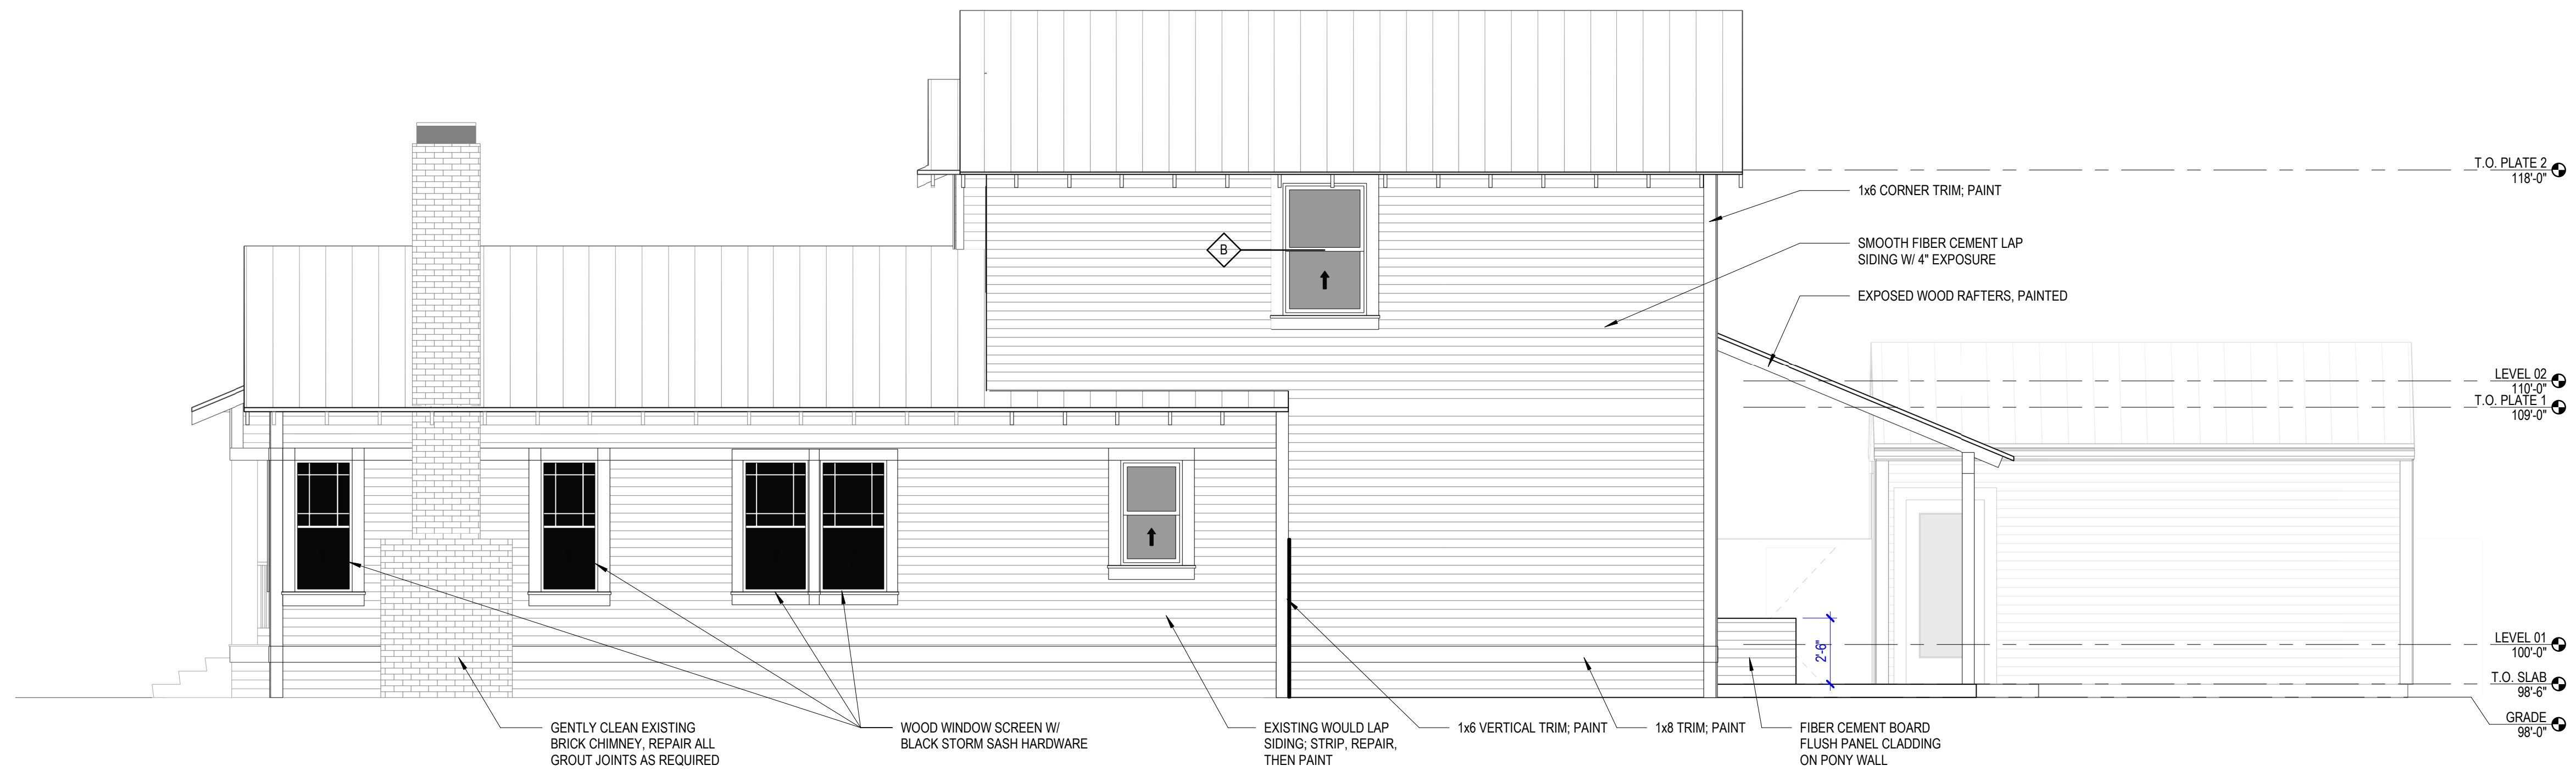 T.O. PLATE 2
118'-0"
1x6 CORNER TRIM; PAINT
SMOOTH FIBER CEMENT LAP
SIDING W/ 4" EXPOSURE
B
EXPOSED WOOD RAFTERS, PAINTED
LEVEL 02
110'-0"
T.O. PLATE 1
109'-0"
2'-6"
LEVEL 01
100'-0"
T.O. SLAB
98'-6"
GRADE
98'-0"
GENTLY CLEAN EXISTING
BRICK CHIMNEY, REPAIR ALL
GROUT JOINTS AS REQUIRED
WOOD WINDOW SCREEN W/
BLACK STORM SASH HARDWARE
EXISTING WOULD LAP
SIDING; STRIP, REPAIR,
THEN PAINT
1x6 VERTICAL TRIM; PAINT
1x8 TRIM; PAINT
FIBER CEMENT BOARD
FLUSH PANEL CLADDING
ON PONY WALL